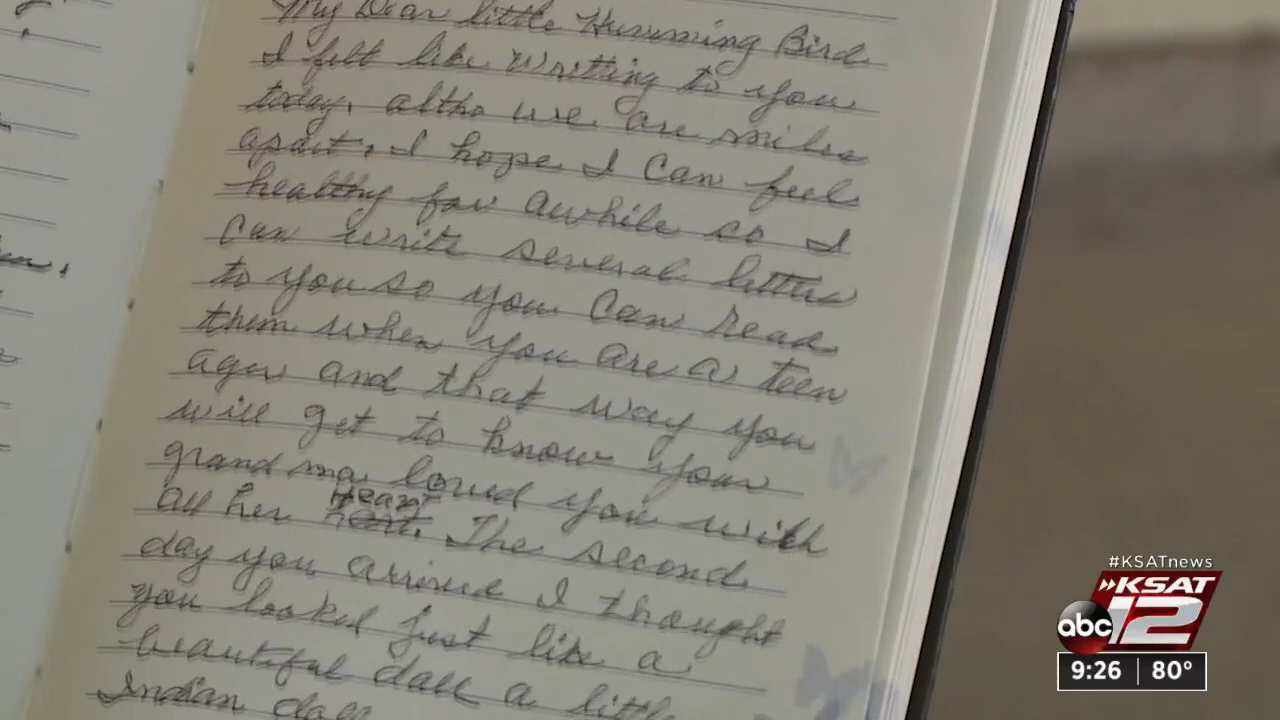 My Dear little Humming Bird
I felt like writting to you
today, altho we are miles
apart, I hope I can feel
healthy for awhile so I
can write several letters
to you so you can read
them when you are a teen
ager and that way you
will get to know your
grandma loved you with
all her hart. Heart The second
day you arrive I thought
you looked just like a
beautiful doll a little
Indian doll
#KSATnews
KSAT
abc 12
9:26 80°